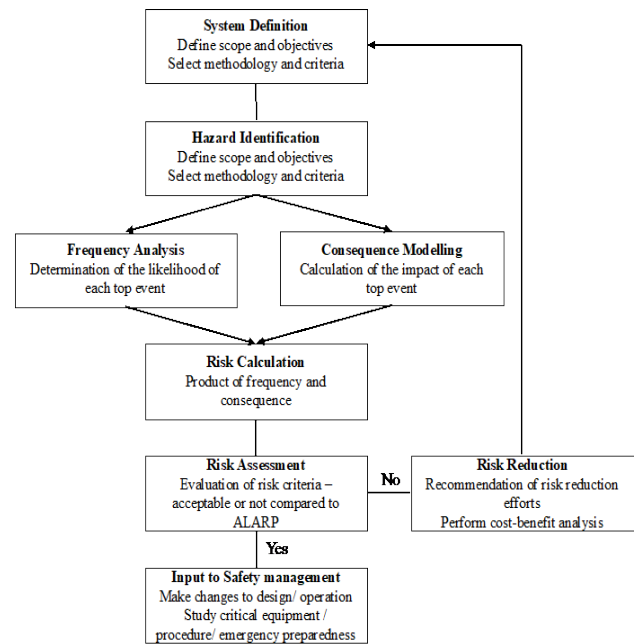 System Definition
Define scope and objectives
Select methodology and criteria
Hazard Identification
Define scope and objectives
Select methodology and criteria
Frequency Analysis
Determination of the likelihood of
each top event
Consequence Modelling
Calculation of the impact of each
top event
Risk Calculation
Product of frequency and
consequence
Risk Assessment
Evaluation of risk criteria –
acceptable or not compared to
ALARP
No
Risk Reduction
Recommendation of risk reduction
efforts
Perform cost-benefit analysis
Yes
Input to Safety management
Make changes to design/ operation
Study critical equipment /
procedure/ emergency preparedness